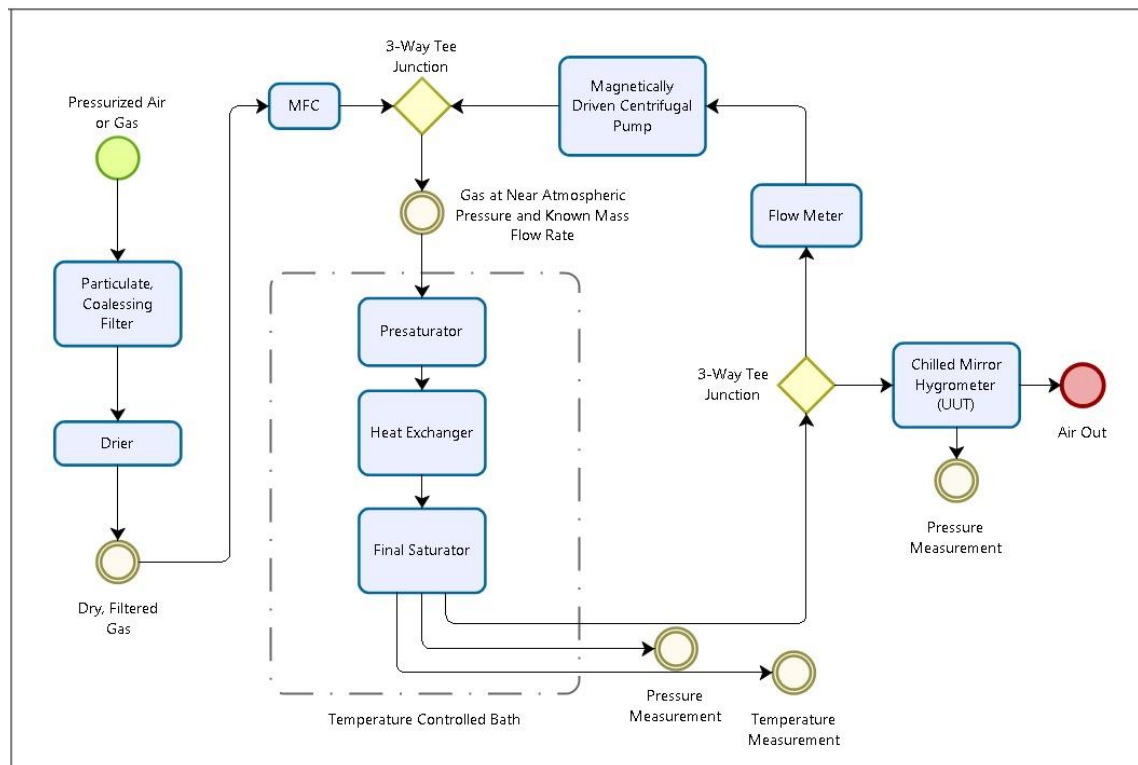 3-Way Tee
Junction
Pressurized Air
or Gas
MFC
Magnetically
Driven Centrifugal
Pump
Gas at Near Atmospheric
Pressure and Known Mass
Flow Rate
Flow Meter
Particulate,
Coalessing
Filter
Presaturator
3-Way Tee
Junction
Chilled Mirror
Hygrometer
(UUT)
Drier
Heat Exchanger
Air Out
Pressure
Measurement
Final Saturator
Dry, Filtered
Gas
Pressure
Measurement
Temperature
Measurement
Temperature Controlled Bath